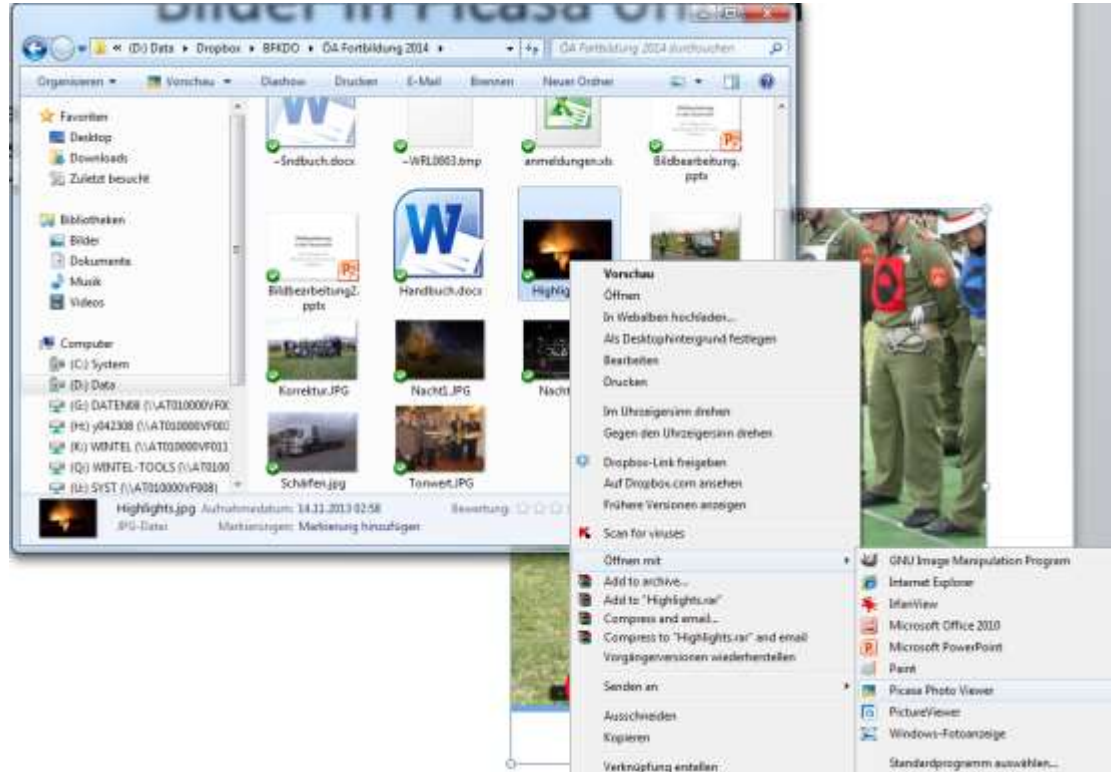 Bilder in Picasa
(D:) Data ▸ Dropbox ▸ BFKDO ▸ ÖA Fortbildung 2014 ▸
ÖA Fortbildung 2014 durchsuchen
Organisieren Vorschau Diashow Drucken E-Mail Brennen Neuer Ordner
Favoriten
Desktop
Downloads
Zuletzt besucht
Bibliotheken
Bilder
Dokumente
Musik
Videos
Computer
(C:) System
(D:) Data
(G:) DATEN08 (\\AT010000VF00
(H:) y042308 (\\AT010000VF003
(K:) WINTEL (\\AT010000VF011
(Q:) WINTEL-TOOLS (\\AT0100
(U:) SYST (\\AT010000VF008)
~$ndbuch.docx
~WRL0003.tmp
anmeldungen.xls
Bildbearbeitung.pptx
Bildbearbeitung2.pptx
Handbuch.docx
Highlig
Korrektur.JPG
Nacht1.JPG
Nacht
Schärfen.jpg
Tonwert.JPG
Highlights.jpg Aufnahmedatum: 14.11.2013 02:58 Bewertung:
JPG-Datei Markierungen: Markierung hinzufügen
Vorschau
Öffnen
In Webalben hochladen...
Als Desktophintergrund festlegen
Bearbeiten
Drucken
Im Uhrzeigersinn drehen
Gegen den Uhrzeigersinn drehen
Dropbox-Link freigeben
Auf Dropbox.com ansehen
Frühere Versionen anzeigen
Scan for viruses
Öffnen mit
Add to archive...
Add to "Highlights.rar"
Compress and email...
Compress to "Highlights.rar" and email
Vorgängerversionen wiederherstellen
Senden an
Ausschneiden
Kopieren
Verknüpfung erstellen
GNU Image Manipulation Program
Internet Explorer
IrfanView
Microsoft Office 2010
Microsoft PowerPoint
Paint
Picasa Photo Viewer
PictureViewer
Windows-Fotoanzeige
Standardprogramm auswählen...